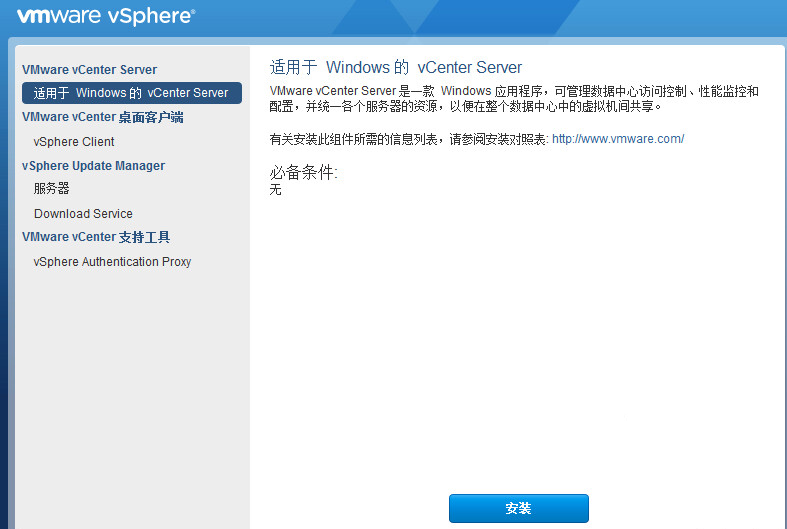 vmware vSphere®
VMware vCenter Server
适用于 Windows 的 vCenter Server
VMware vCenter 桌面客户端
vSphere Client
vSphere Update Manager
服务器
Download Service
VMware vCenter 支持工具
vSphere Authentication Proxy
适用于 Windows 的 vCenter Server
VMware vCenter Server 是一款 Windows 应用程序，可管理数据中心访问控制、性能监控和
配置，并统一各个服务器的资源，以便在整个数据中心中的虚拟机间共享。
有关安装此组件所需的信息列表，请参阅安装对照表: http://www.vmware.com/
必备条件:
无
安装